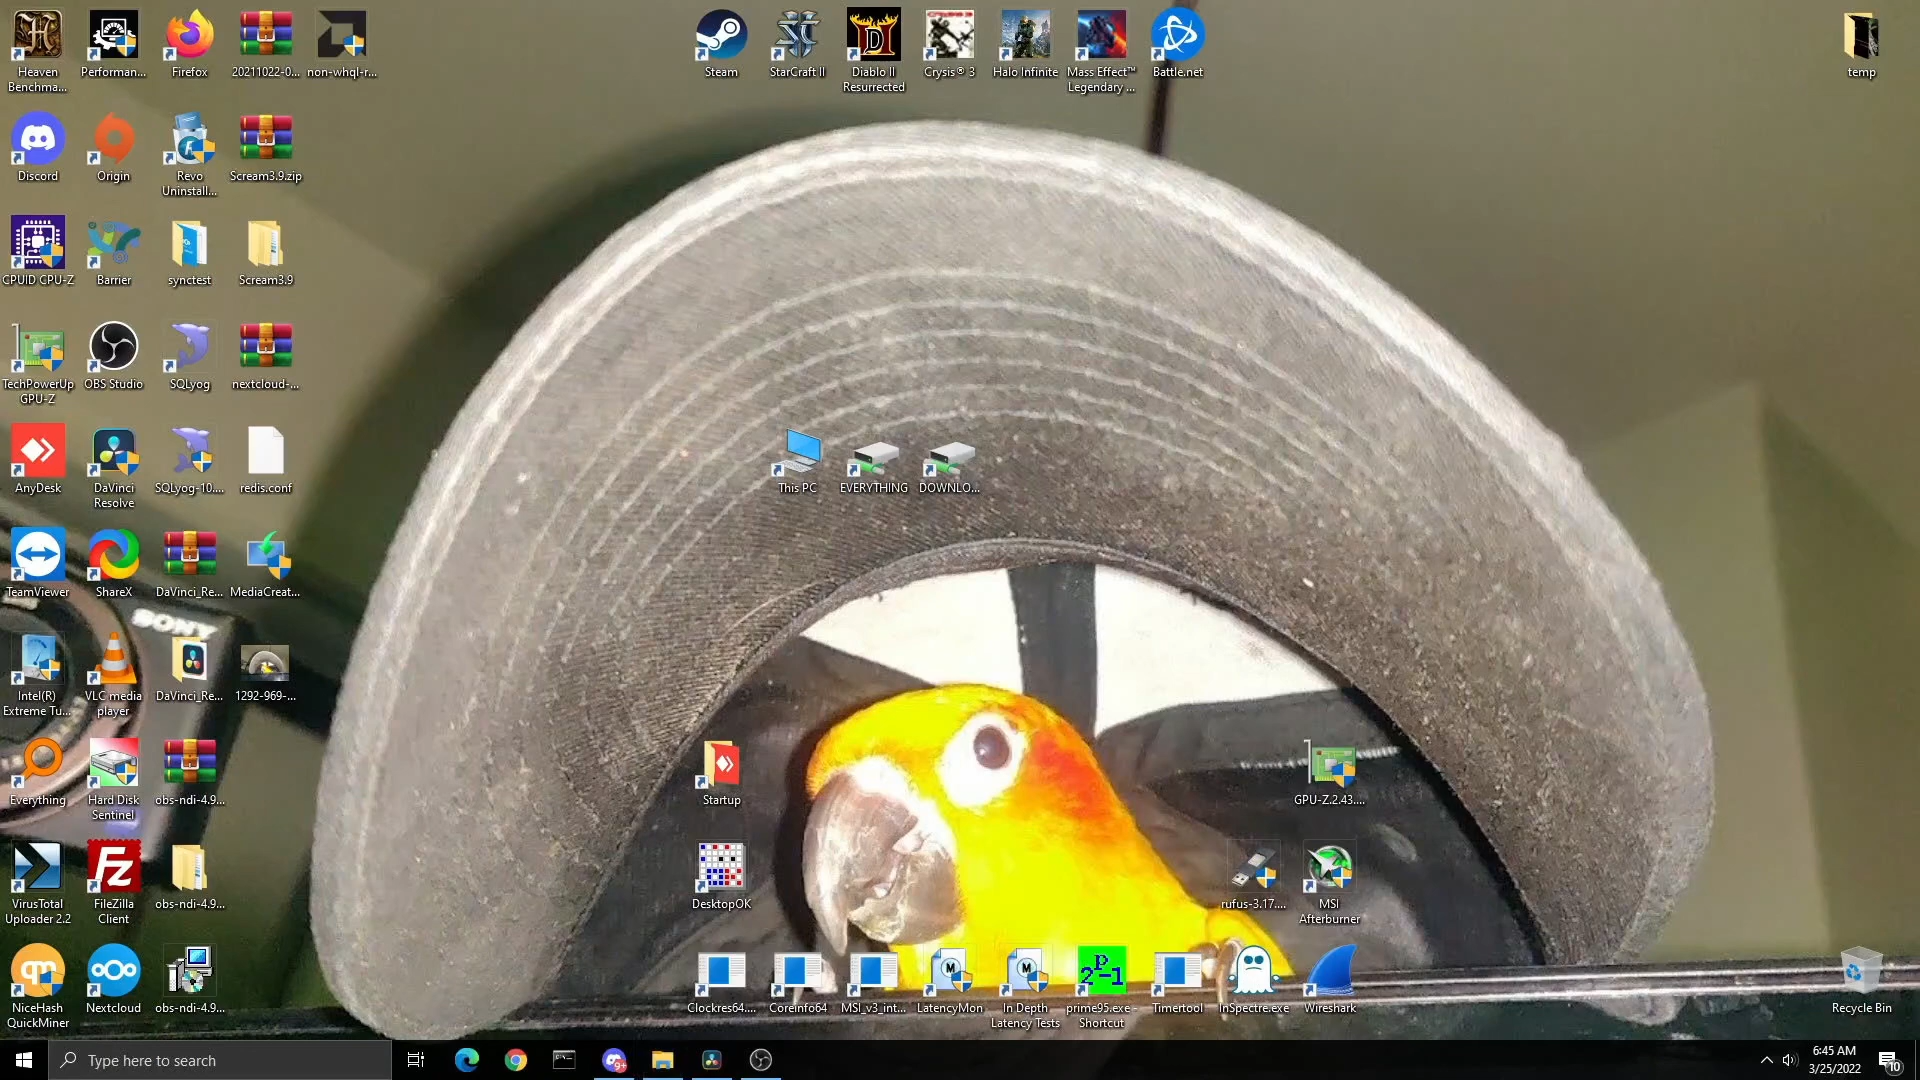 Heaven
Benchma...
Performan...
Firefox
20211022-0...
non-whql-r...
Steam
StarCraft II
Diablo II
Resurrected
Crysis® 3
Halo Infinite
Mass Effect™
Legendary ...
Battle.net
temp
Discord
Origin
Revo
Uninstall...
Scream3.9.zip
CPUID CPU-Z
Barrier
synctest
Scream3.9
TechPowerUp
GPU-Z
OBS Studio
SQLyog
nextcloud-...
AnyDesk
DaVinci
Resolve
SQLyog-10....
redis.conf
This PC
EVERYTHING
DOWNLO...
TeamViewer
ShareX
DaVinci_Re...
MediaCreat...
SONY
Intel(R)
Extreme Tu...
VLC media
player
DaVinci_Re...
1292-969-...
Everything
Hard Disk
Sentinel
obs-ndi-4.9...
Startup
GPU-Z.2.43....
VirusTotal
Uploader 2.2
Fz
FileZilla
Client
obs-ndi-4.9...
DesktopOK
rufus-3.17....
MSI
Afterburner
NiceHash
QuickMiner
Nextcloud
obs-ndi-4.9...
Clockres64....
Coreinfo64
MSI_v3_int...
LatencyMon
In Depth
Latency Tests
2p-1
prime95.exe -
Shortcut
Timertool
InSpectre.exe
Wireshark
Recycle Bin
Type here to search
9+
6:45 AM
3/25/2022
10